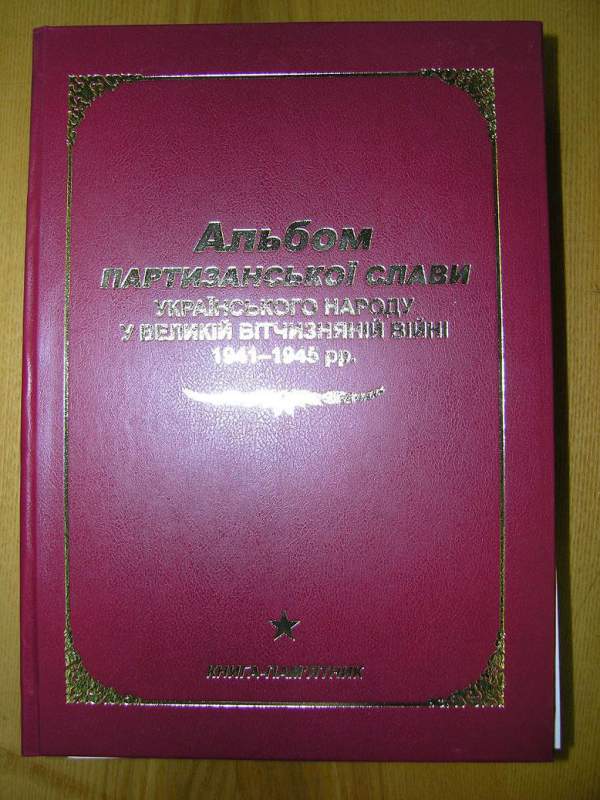 Альбом
ПАРТИЗАНСЬКОЇ СЛАВИ
УКРАЇНСЬКОГО НАРОДУ
У ВЕЛИКІЙ ВІТЧИЗНЯНІЙ ВІЙНІ
1941–1945 рр.
КНИГА-ПАМ'ЯТНИК